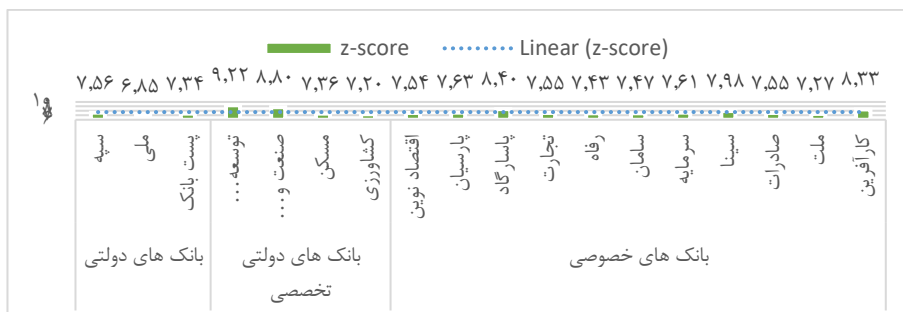 z-score
Linear (z-score)
۷,۵۶ ۶,۸۵ ۷,۳۴ ۹,۲۲ ۸,۸۰ ۷,۳۶ ۷,۲۰ ۷,۵۴ ۷,۶۳ ۸,۴۰ ۷,۵۵ ۷,۴۳ ۷,۴۷ ۷,۶۱ ۷,۹۸ ۷,۵۵ ۷,۲۷ ۸,۳۳
سپه
ملی
پست بانک
توسعه...
صنعت و...
مسکن
کشاورزی
اقتصاد نوین
پارسیان
پاسارگاد
تجارت
رفاه
سامان
سرمایه
سینا
صادرات
ملت
کارآفرین
بانک های دولتی
بانک های دولتی
تخصصی
بانک های خصوصی